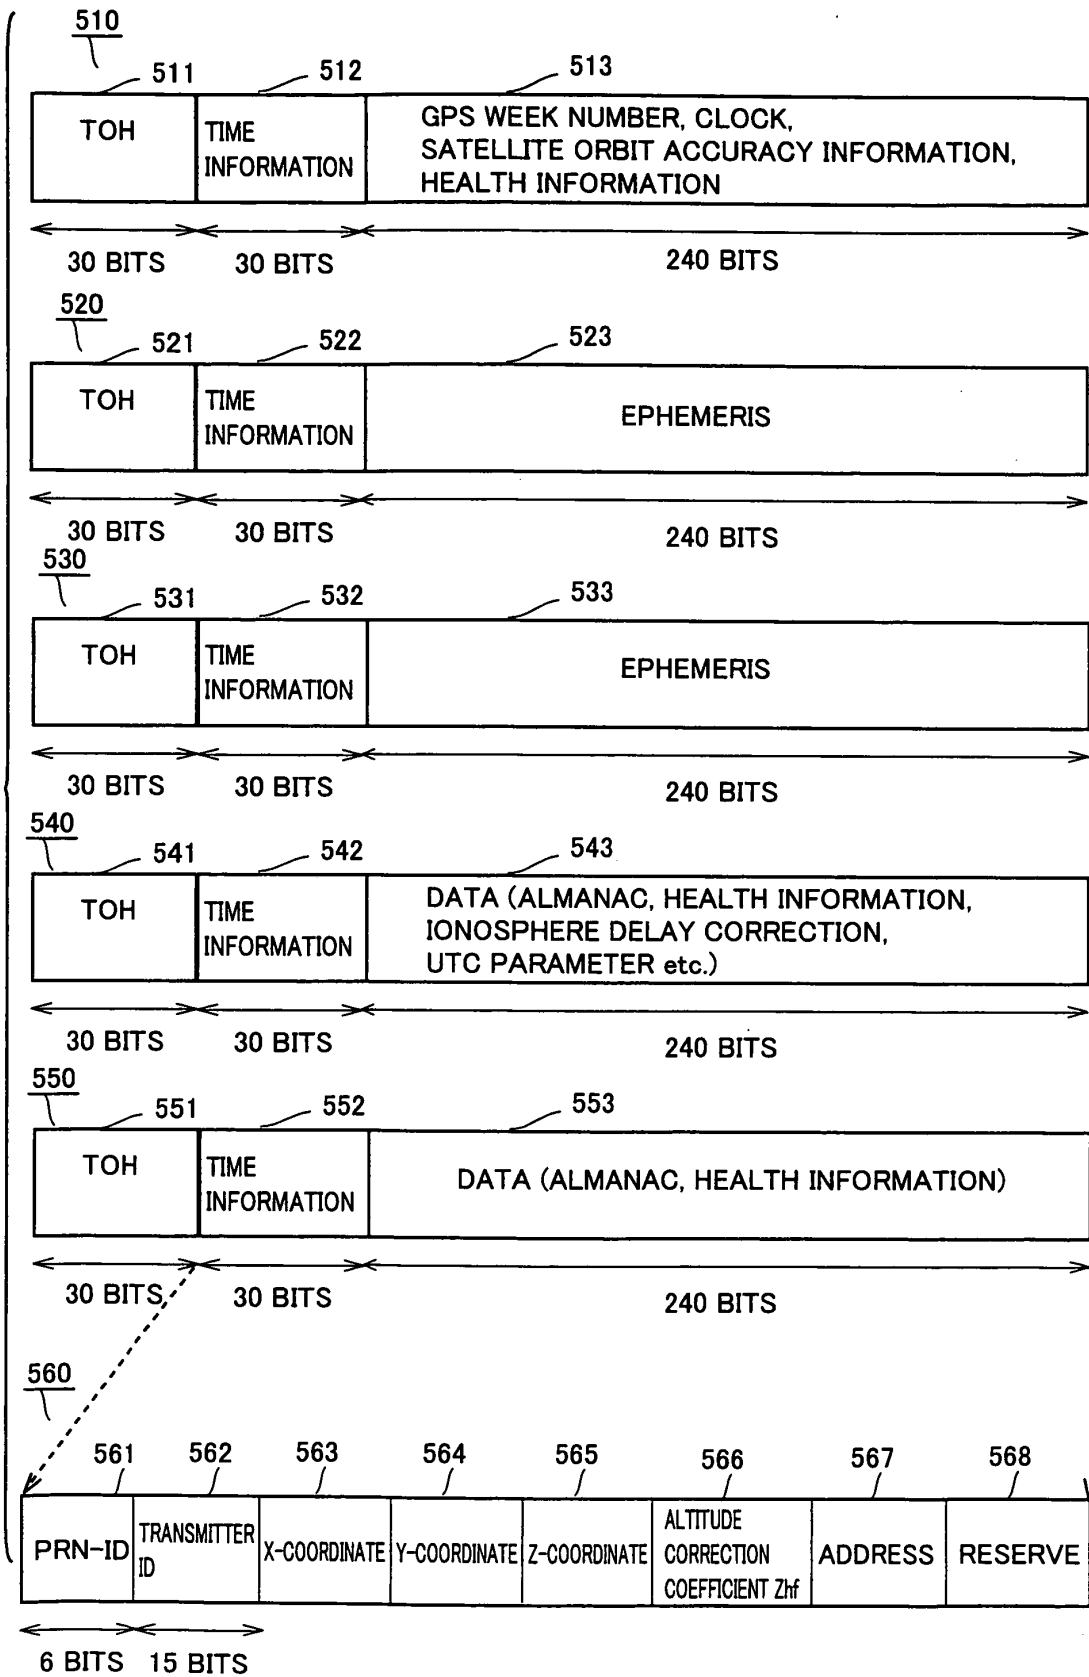 510
511
512
513
TOH
TIME
INFORMATION
GPS WEEK NUMBER, CLOCK,
SATELLITE ORBIT ACCURACY INFORMATION,
HEALTH INFORMATION
30 BITS
30 BITS
240 BITS
520
521
522
523
TOH
TIME
INFORMATION
EPHEMERIS
30 BITS
30 BITS
240 BITS
530
531
532
533
TOH
TIME
INFORMATION
EPHEMERIS
30 BITS
30 BITS
240 BITS
540
541
542
543
TOH
TIME
INFORMATION
DATA (ALMANAC, HEALTH INFORMATION,
IONOSPHERE DELAY CORRECTION,
UTC PARAMETER etc.)
30 BITS
30 BITS
240 BITS
550
551
552
553
TOH
TIME
INFORMATION
DATA (ALMANAC, HEALTH INFORMATION)
30 BITS
30 BITS
240 BITS
560
561
562
563
564
565
566
567
568
PRN-ID
TRANSMITTER
ID
X-COORDINATE
Y-COORDINATE
Z-COORDINATE
ALTITUDE
CORRECTION
COEFFICIENT Zhf
ADDRESS
RESERVE
6 BITS
15 BITS